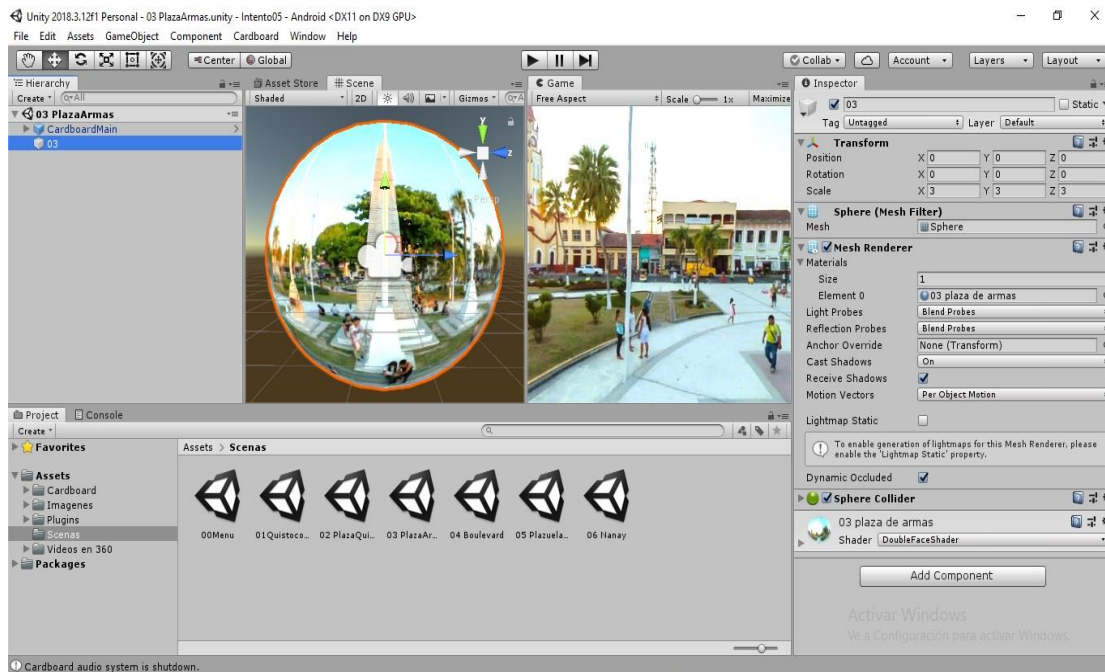 Unity 2018.3.12f1 Personal - 03 PlazaArmas.unity - Intento05 - Android <DX11 on DX9 GPU>
File Edit Assets GameObject Component Cardboard Window Help
Center Global Collab Account Layers Layout
Hierarchy
Create All
03 PlazaArmas
CardboardMain
03
Asset Store Scene
Shaded 2D Gizmos
y
z
Persp
Game
Free Aspect Scale 1x Maximize
Inspector
03 Static
Tag Untagged Layer Default
Transform
Position X 0 Y 0 Z 0
Rotation X 0 Y 0 Z 0
Scale X 3 Y 3 Z 3
Sphere (Mesh Filter)
Mesh Sphere
Mesh Renderer
Materials
Size 1
Element 0 03 plaza de armas
Light Probes Blend Probes
Reflection Probes Blend Probes
Anchor Override None (Transform)
Cast Shadows On
Receive Shadows
Motion Vectors Per Object Motion
Lightmap Static
To enable generation of lightmaps for this Mesh Renderer, please
enable the 'Lightmap Static' property.
Dynamic Occluded
Sphere Collider
03 plaza de armas
Shader DoubleFaceShader
Add Component
Activar Windows
Ve a Configuración para activar Windows.
Project Console
Create
Favorites
Assets
Cardboard
Imagenes
Plugins
Scenas
Videos en 360
Packages
Assets > Scenas
00Menu 01Quistoco... 02 PlazaQui... 03 PlazaAr... 04 Boulevard 05 Plazuela... 06 Nanay
Cardboard audio system is shutdown.